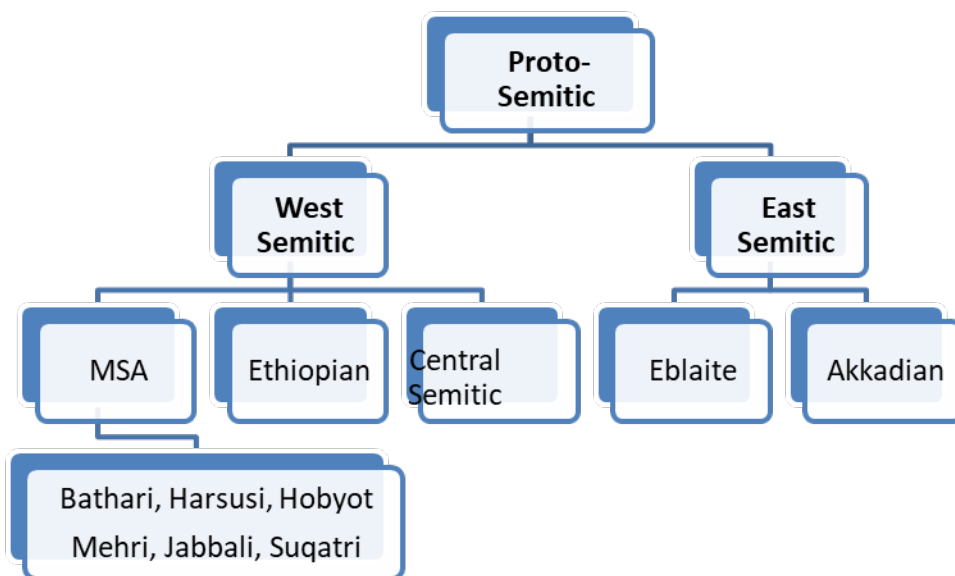 Proto-
Semitic
West
Semitic
East
Semitic
MSA
Ethiopian
Central
Semitic
Eblaite
Akkadian
Bathari, Harsusi, Hobyot
Mehri, Jabbali, Suqatri